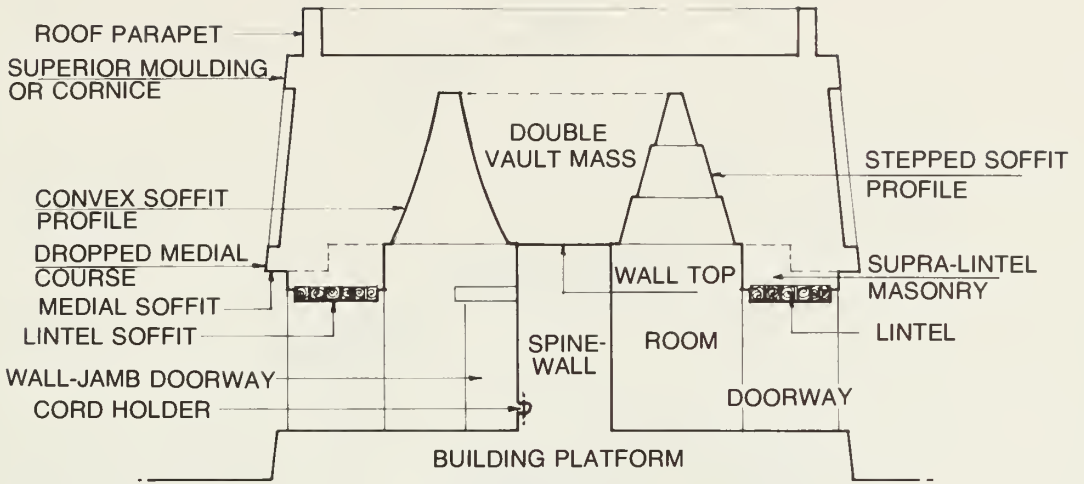 ROOF PARAPET
SUPERIOR MOULDING
OR CORNICE
DOUBLE
VAULT MASS
STEPPED SOFFIT
PROFILE
CONVEX SOFFIT
PROFILE
DROPPED MEDIAL
COURSE
MEDIAL SOFFIT
LINTEL SOFFIT
WALL TOP
SUPRA-LINTEL
MASONRY
LINTEL
SPINE-
WALL
ROOM
WALL-JAMB DOORWAY
CORD HOLDER
DOORWAY
BUILDING PLATFORM